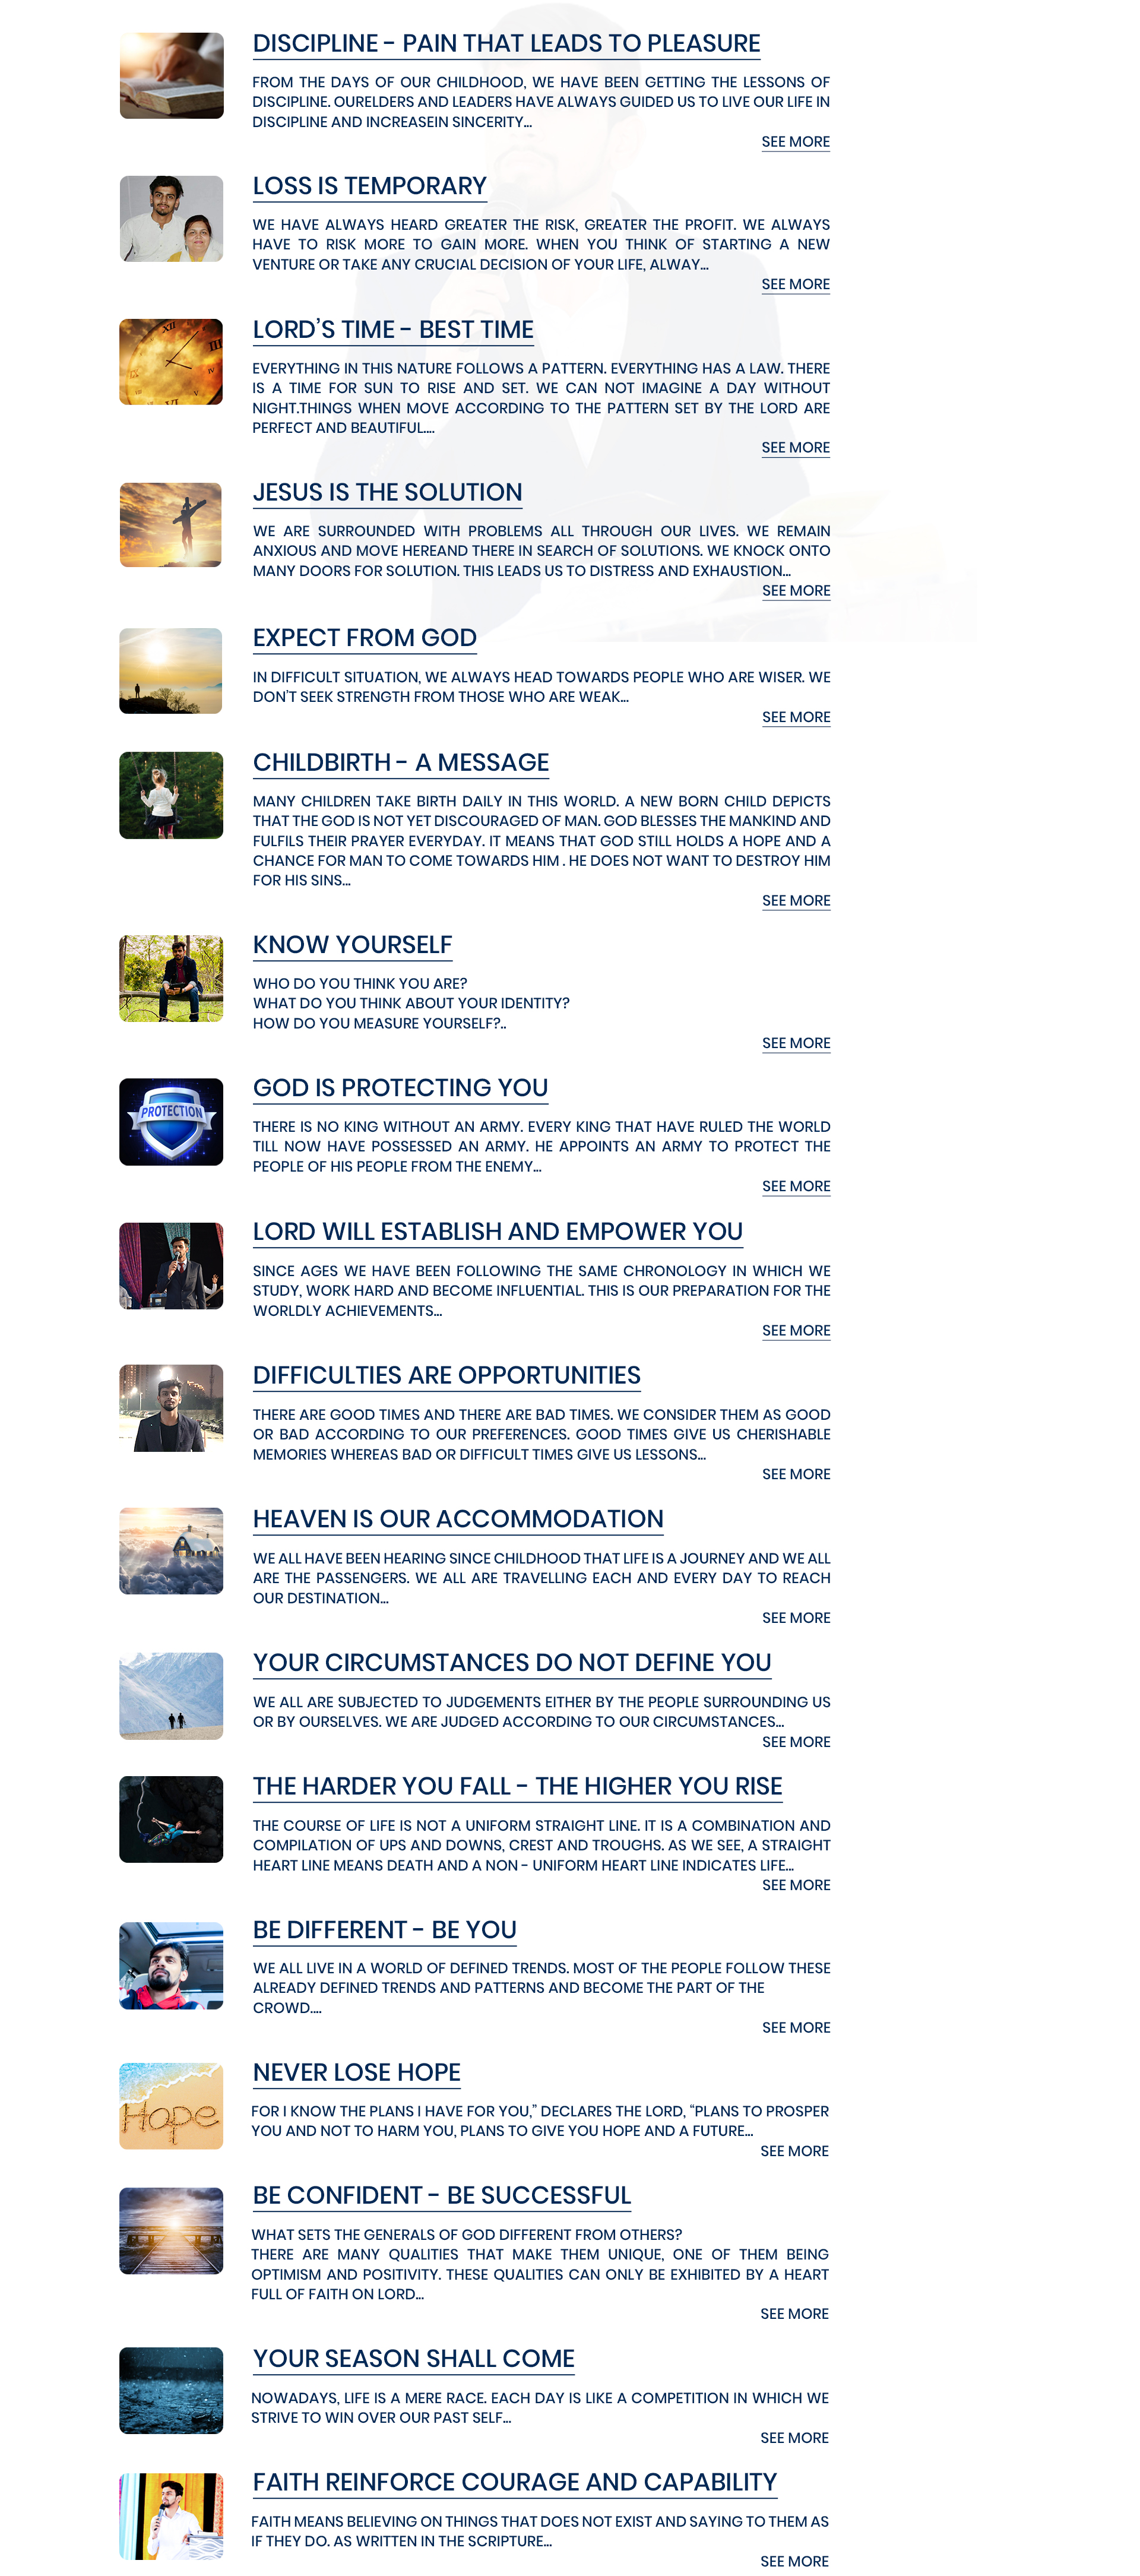 DISCIPLINE - PAIN THAT LEADS TO PLEASURE
FROM THE DAYS OF OUR CHILDHOOD, WE HAVE BEEN GETTING THE LESSONS OF
DISCIPLINE. OURELDERS AND LEADERS HAVE ALWAYS GUIDED US TO LIVE OUR LIFE IN
DISCIPLINE AND INCREASEIN SINCERITY...
SEE MORE
LOSS IS TEMPORARY
WE HAVE ALWAYS HEARD GREATER THE RISK, GREATER THE PROFIT. WE ALWAYS
HAVE TO RISK MORE TO GAIN MORE. WHEN YOU THINK OF STARTING A NEW
VENTURE OR TAKE ANY CRUCIAL DECISION OF YOUR LIFE, ALWAY...
SEE MORE
XII
III
IV
V
VI
LORD'S TIME - BEST TIME
EVERYTHING IN THIS NATURE FOLLOWS A PATTERN. EVERYTHING HAS A LAW. THERE
IS A TIME FOR SUN TO RISE AND SET. WE CAN NOT IMAGINE A DAY WITHOUT
NIGHT.THINGS WHEN MOVE ACCORDING TO THE PATTERN SET BY THE LORD ARE
PERFECT AND BEAUTIFUL....
SEE MORE
JESUS IS THE SOLUTION
WE ARE SURROUNDED WITH PROBLEMS ALL THROUGH OUR LIVES. WE REMAIN
ANXIOUS AND MOVE HEREAND THERE IN SEARCH OF SOLUTIONS. WE KNOCK ONTO
MANY DOORS FOR SOLUTION. THIS LEADS US TO DISTRESS AND EXHAUSTION...
SEE MORE
EXPECT FROM GOD
IN DIFFICULT SITUATION, WE ALWAYS HEAD TOWARDS PEOPLE WHO ARE WISER. WE
DON'T SEEK STRENGTH FROM THOSE WHO ARE WEAK...
SEE MORE
CHILDBIRTH - A MESSAGE
MANY CHILDREN TAKE BIRTH DAILY IN THIS WORLD. A NEW BORN CHILD DEPICTS
THAT THE GOD IS NOT YET DISCOURAGED OF MAN. GOD BLESSES THE MANKIND AND
FULFILS THEIR PRAYER EVERYDAY. IT MEANS THAT GOD STILL HOLDS A HOPE AND A
CHANCE FOR MAN TO COME TOWARDS HIM . HE DOES NOT WANT TO DESTROY HIM
FOR HIS SINS...
SEE MORE
KNOW YOURSELF
WHO DO YOU THINK YOU ARE?
WHAT DO YOU THINK ABOUT YOUR IDENTITY?
HOW DO YOU MEASURE YOURSELF?..
SEE MORE
PROTECTION
GOD IS PROTECTING YOU
THERE IS NO KING WITHOUT AN ARMY. EVERY KING THAT HAVE RULED THE WORLD
TILL NOW HAVE POSSESSED AN ARMY. HE APPOINTS AN ARMY TO PROTECT THE
PEOPLE OF HIS PEOPLE FROM THE ENEMY...
SEE MORE
LORD WILL ESTABLISH AND EMPOWER YOU
SINCE AGES WE HAVE BEEN FOLLOWING THE SAME CHRONOLOGY IN WHICH WE
STUDY, WORK HARD AND BECOME INFLUENTIAL. THIS IS OUR PREPARATION FOR THE
WORLDLY ACHIEVEMENTS...
SEE MORE
DIFFICULTIES ARE OPPORTUNITIES
THERE ARE GOOD TIMES AND THERE ARE BAD TIMES. WE CONSIDER THEM AS GOOD
OR BAD ACCORDING TO OUR PREFERENCES. GOOD TIMES GIVE US CHERISHABLE
MEMORIES WHEREAS BAD OR DIFFICULT TIMES GIVE US LESSONS...
SEE MORE
HEAVEN IS OUR ACCOMMODATION
WE ALL HAVE BEEN HEARING SINCE CHILDHOOD THAT LIFE IS A JOURNEY AND WE ALL
ARE THE PASSENGERS. WE ALL ARE TRAVELLING EACH AND EVERY DAY TO REACH
OUR DESTINATION...
SEE MORE
YOUR CIRCUMSTANCES DO NOT DEFINE YOU
WE ALL ARE SUBJECTED TO JUDGEMENTS EITHER BY THE PEOPLE SURROUNDING US
OR BY OURSELVES. WE ARE JUDGED ACCORDING TO OUR CIRCUMSTANCES...
SEE MORE
THE HARDER YOU FALL - THE HIGHER YOU RISE
THE COURSE OF LIFE IS NOT A UNIFORM STRAIGHT LINE. IT IS A COMBINATION AND
COMPILATION OF UPS AND DOWNS, CREST AND TROUGHS. AS WE SEE, A STRAIGHT
HEART LINE MEANS DEATH AND A NON - UNIFORM HEART LINE INDICATES LIFE...
SEE MORE
BE DIFFERENT - BE YOU
WE ALL LIVE IN A WORLD OF DEFINED TRENDS. MOST OF THE PEOPLE FOLLOW THESE
ALREADY DEFINED TRENDS AND PATTERNS AND BECOME THE PART OF THE
CROWD....
SEE MORE
Hope
NEVER LOSE HOPE
FOR I KNOW THE PLANS I HAVE FOR YOU,” DECLARES THE LORD, “PLANS TO PROSPER
YOU AND NOT TO HARM YOU, PLANS TO GIVE YOU HOPE AND A FUTURE...
SEE MORE
BE CONFIDENT - BE SUCCESSFUL
WHAT SETS THE GENERALS OF GOD DIFFERENT FROM OTHERS?
THERE ARE MANY QUALITIES THAT MAKE THEM UNIQUE, ONE OF THEM BEING
OPTIMISM AND POSITIVITY. THESE QUALITIES CAN ONLY BE EXHIBITED BY A HEART
FULL OF FAITH ON LORD...
SEE MORE
YOUR SEASON SHALL COME
NOWADAYS, LIFE IS A MERE RACE. EACH DAY IS LIKE A COMPETITION IN WHICH WE
STRIVE TO WIN OVER OUR PAST SELF...
SEE MORE
FAITH REINFORCE COURAGE AND CAPABILITY
FAITH MEANS BELIEVING ON THINGS THAT DOES NOT EXIST AND SAYING TO THEM AS
IF THEY DO. AS WRITTEN IN THE SCRIPTURE...
SEE MORE